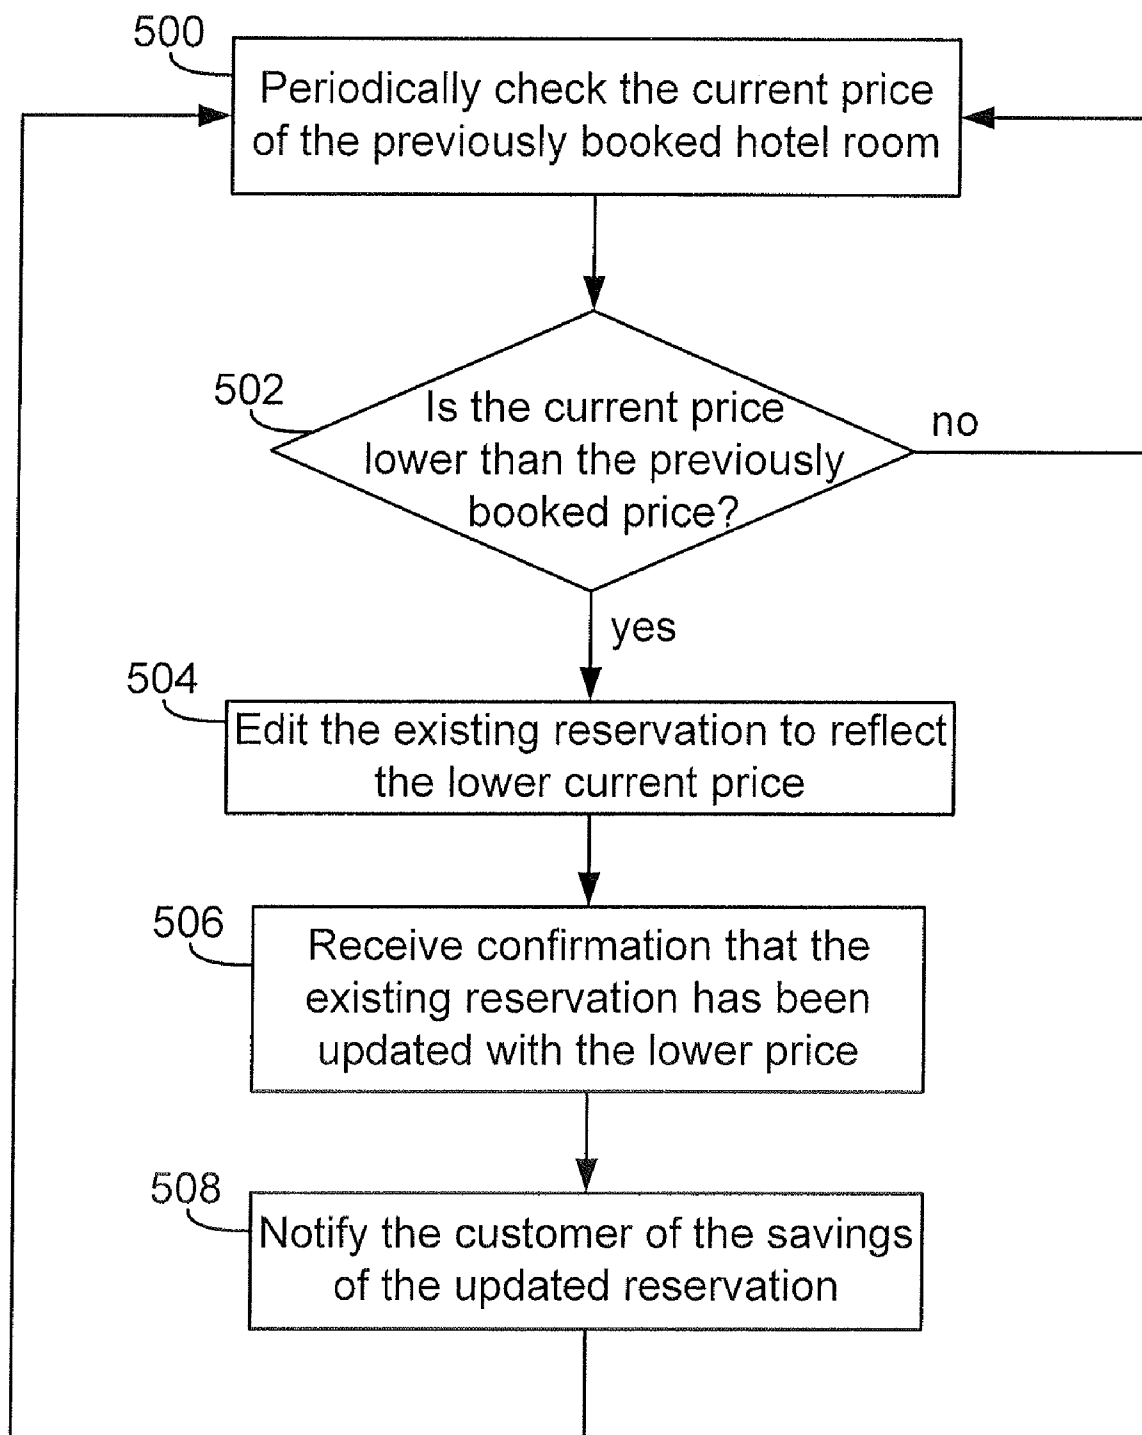 500
Periodically check the current price
of the previously booked hotel room
502
Is the current price
lower than the previously
booked price?
no
yes
504
Edit the existing reservation to reflect
the lower current price
506
Receive confirmation that the
existing reservation has been
updated with the lower price
508
Notify the customer of the savings
of the updated reservation